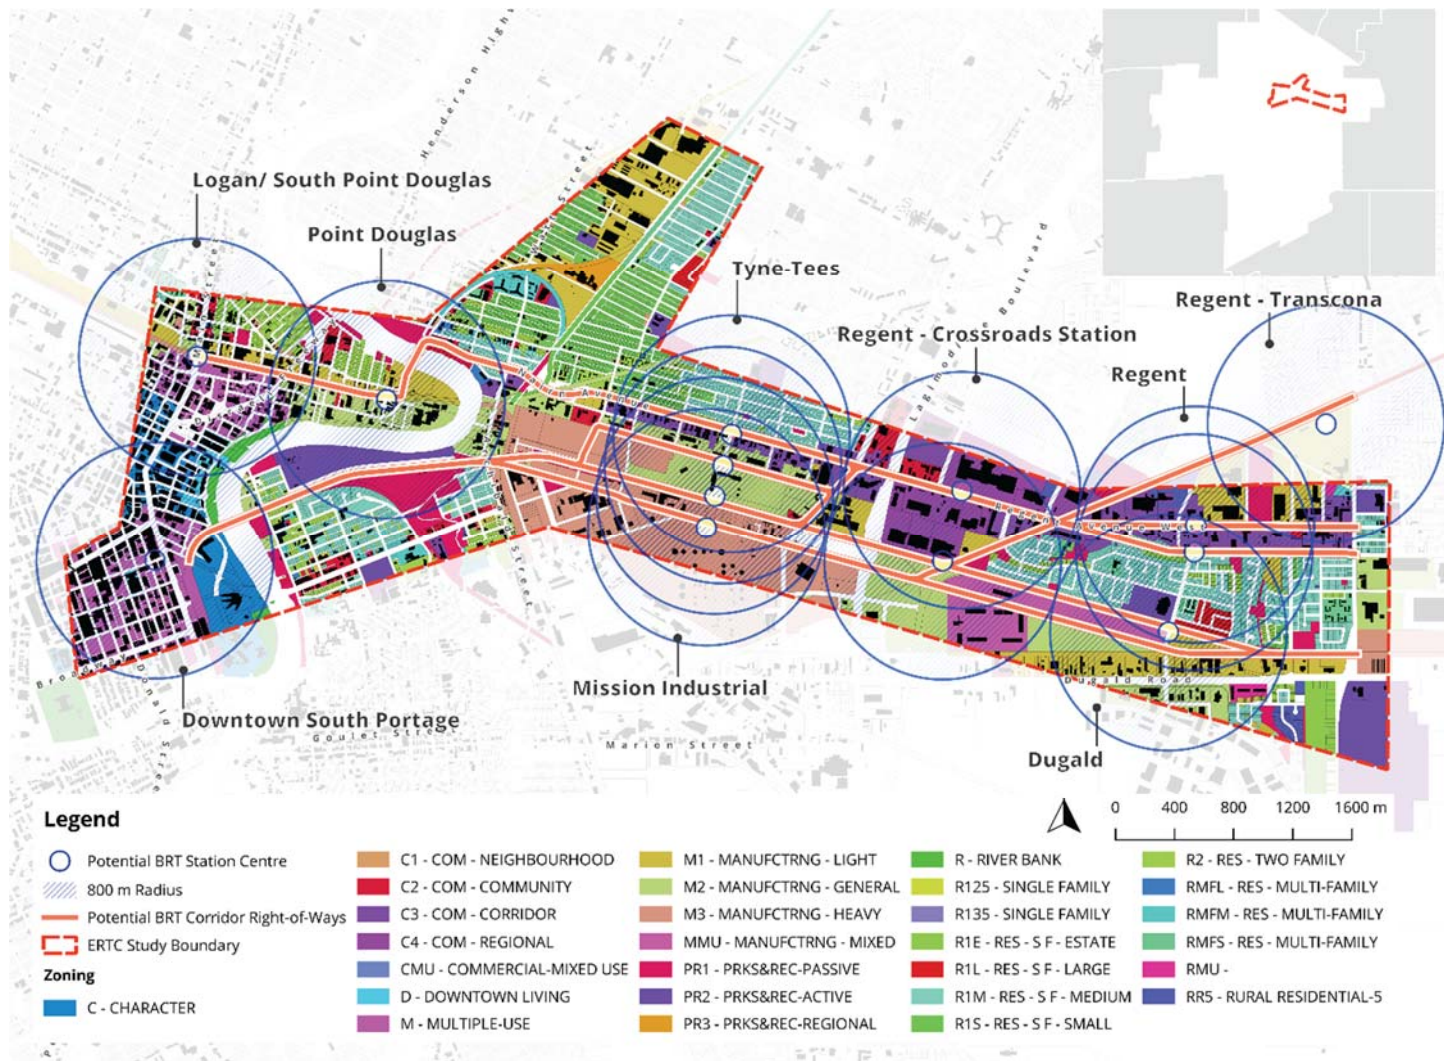 Henderson High
Logan/ South Point Douglas
Point Douglas
Watt Street
Tyne-Tees
Regent - Transcona
Regent - Crossroads Station
Regent
Boulevard
Nairn Avenue
Regent Avenue West
Mission Industrial
Dugald Road
Broadway
Donald S
Downtown South Portage
Goulet Street
Marion Street
Dugald
Legend
Potential BRT Station Centre
800 m Radius
Potential BRT Corridor Right-of-Ways
ERTC Study Boundary
Zoning
C - CHARACTER
C1 - COM - NEIGHBOURHOOD
C2 - COM - COMMUNITY
C3 - COM - CORRIDOR
C4 - COM - REGIONAL
CMU - COMMERCIAL-MIXED USE
D - DOWNTOWN LIVING
M - MULTIPLE-USE
M1 - MANUFCTRNG - LIGHT
M2 - MANUFCTRNG - GENERAL
M3 - MANUFCTRNG - HEAVY
MMU - MANUFCTRNG - MIXED
PR1 - PRKS&REC-PASSIVE
PR2 - PRKS&REC-ACTIVE
PR3 - PRKS&REC-REGIONAL
R - RIVER BANK
R125 - SINGLE FAMILY
R135 - SINGLE FAMILY
R1E - RES - S F - ESTATE
R1L - RES - S F - LARGE
R1M - RES - S F - MEDIUM
R1S - RES - S F - SMALL
R2 - RES - TWO FAMILY
RMFL - RES - MULTI-FAMILY
RMFM - RES - MULTI-FAMILY
RMFS - RES - MULTI-FAMILY
RMU -
RR5 - RURAL RESIDENTIAL-5
0 400 800 1200 1600 m